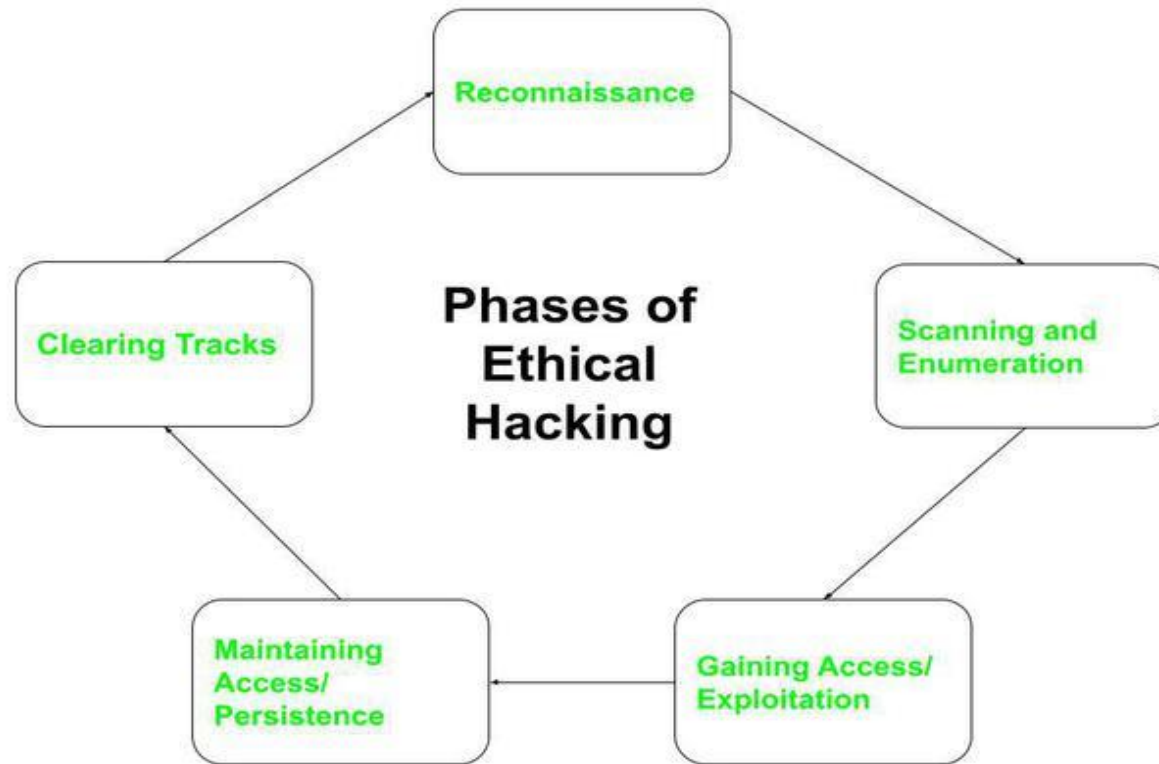 Reconnaissance
Clearing Tracks
Phases of
Ethical
Hacking
Scanning and
Enumeration
Maintaining
Access/
Persistence
Gaining Access/
Exploitation